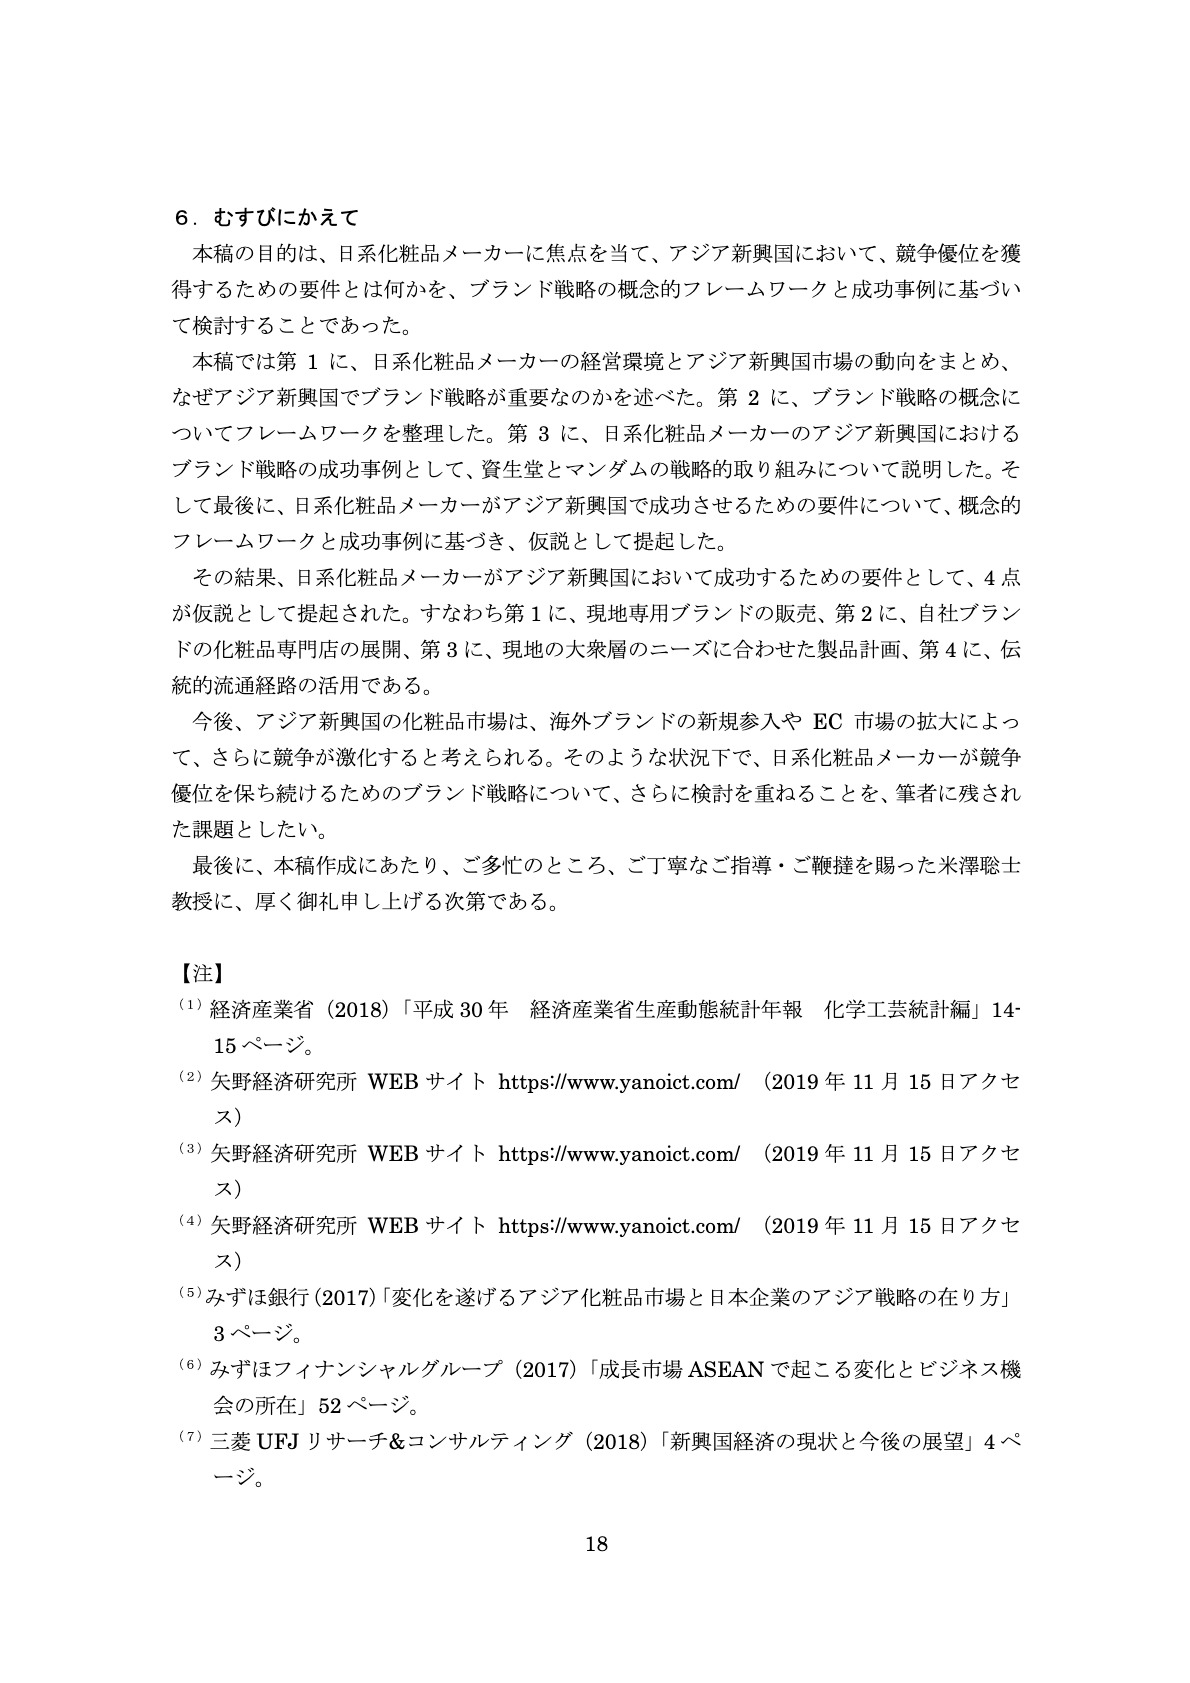 ６．むすびにかえて
本稿の目的は、日系化粧品メーカーに焦点を当て、アジア新興国において、競争優位を獲
得するための要件とは何かを、ブランド戦略の概念的フレームワークと成功事例に基づい
て検討することであった。
本稿では第 1 に、日系化粧品メーカーの経営環境とアジア新興国市場の動向をまとめ、
なぜアジア新興国でブランド戦略が重要なのかを述べた。第 2 に、ブランド戦略の概念に
ついてフレームワークを整理した。第 3 に、日系化粧品メーカーのアジア新興国における
ブランド戦略の成功事例として、資生堂とマンダムの戦略的取り組みについて説明した。そ
して最後に、日系化粧品メーカーがアジア新興国で成功させるための要件について、概念的
フレームワークと成功事例に基づき、仮説として提起した。
その結果、日系化粧品メーカーがアジア新興国において成功するための要件として、4 点
が仮説として提起された。すなわち第 1 に、現地専用ブランドの販売、第 2 に、自社ブラン
ドの化粧品専門店の展開、第 3 に、現地の大衆層のニーズに合わせた製品計画、第 4 に、伝
統的流通経路の活用である。
今後、アジア新興国の化粧品市場は、海外ブランドの新規参入や EC 市場の拡大によっ
て、さらに競争が激化すると考えられる。そのような状況下で、日系化粧品メーカーが競争
優位を保ち続けるためのブランド戦略について、さらに検討を重ねることを、筆者に残され
た課題としたい。
最後に、本稿作成にあたり、ご多忙のところ、ご丁寧なご指導・ご鞭撻を賜った米澤聡士
教授に、厚く御礼申し上げる次第である。
【注】
（1）経済産業省（2018）「平成 30 年　経済産業省生産動態統計年報　化学工芸統計編」14-
15 ページ。
（2）矢野経済研究所 WEB サイト https://www.yanoict.com/ （2019 年 11 月 15 日アクセ
ス）
（3）矢野経済研究所 WEB サイト https://www.yanoict.com/ （2019 年 11 月 15 日アクセ
ス）
（4）矢野経済研究所 WEB サイト https://www.yanoict.com/ （2019 年 11 月 15 日アクセ
ス）
（5）みずほ銀行（2017）「変化を遂げるアジア化粧品市場と日本企業のアジア戦略の在り方」
3 ページ。
（6）みずほフィナンシャルグループ（2017）「成長市場 ASEAN で起こる変化とビジネス機
会の所在」52 ページ。
（7）三菱 UFJ リサーチ&コンサルティング（2018）「新興国経済の現状と今後の展望」4 ペ
ージ。
18